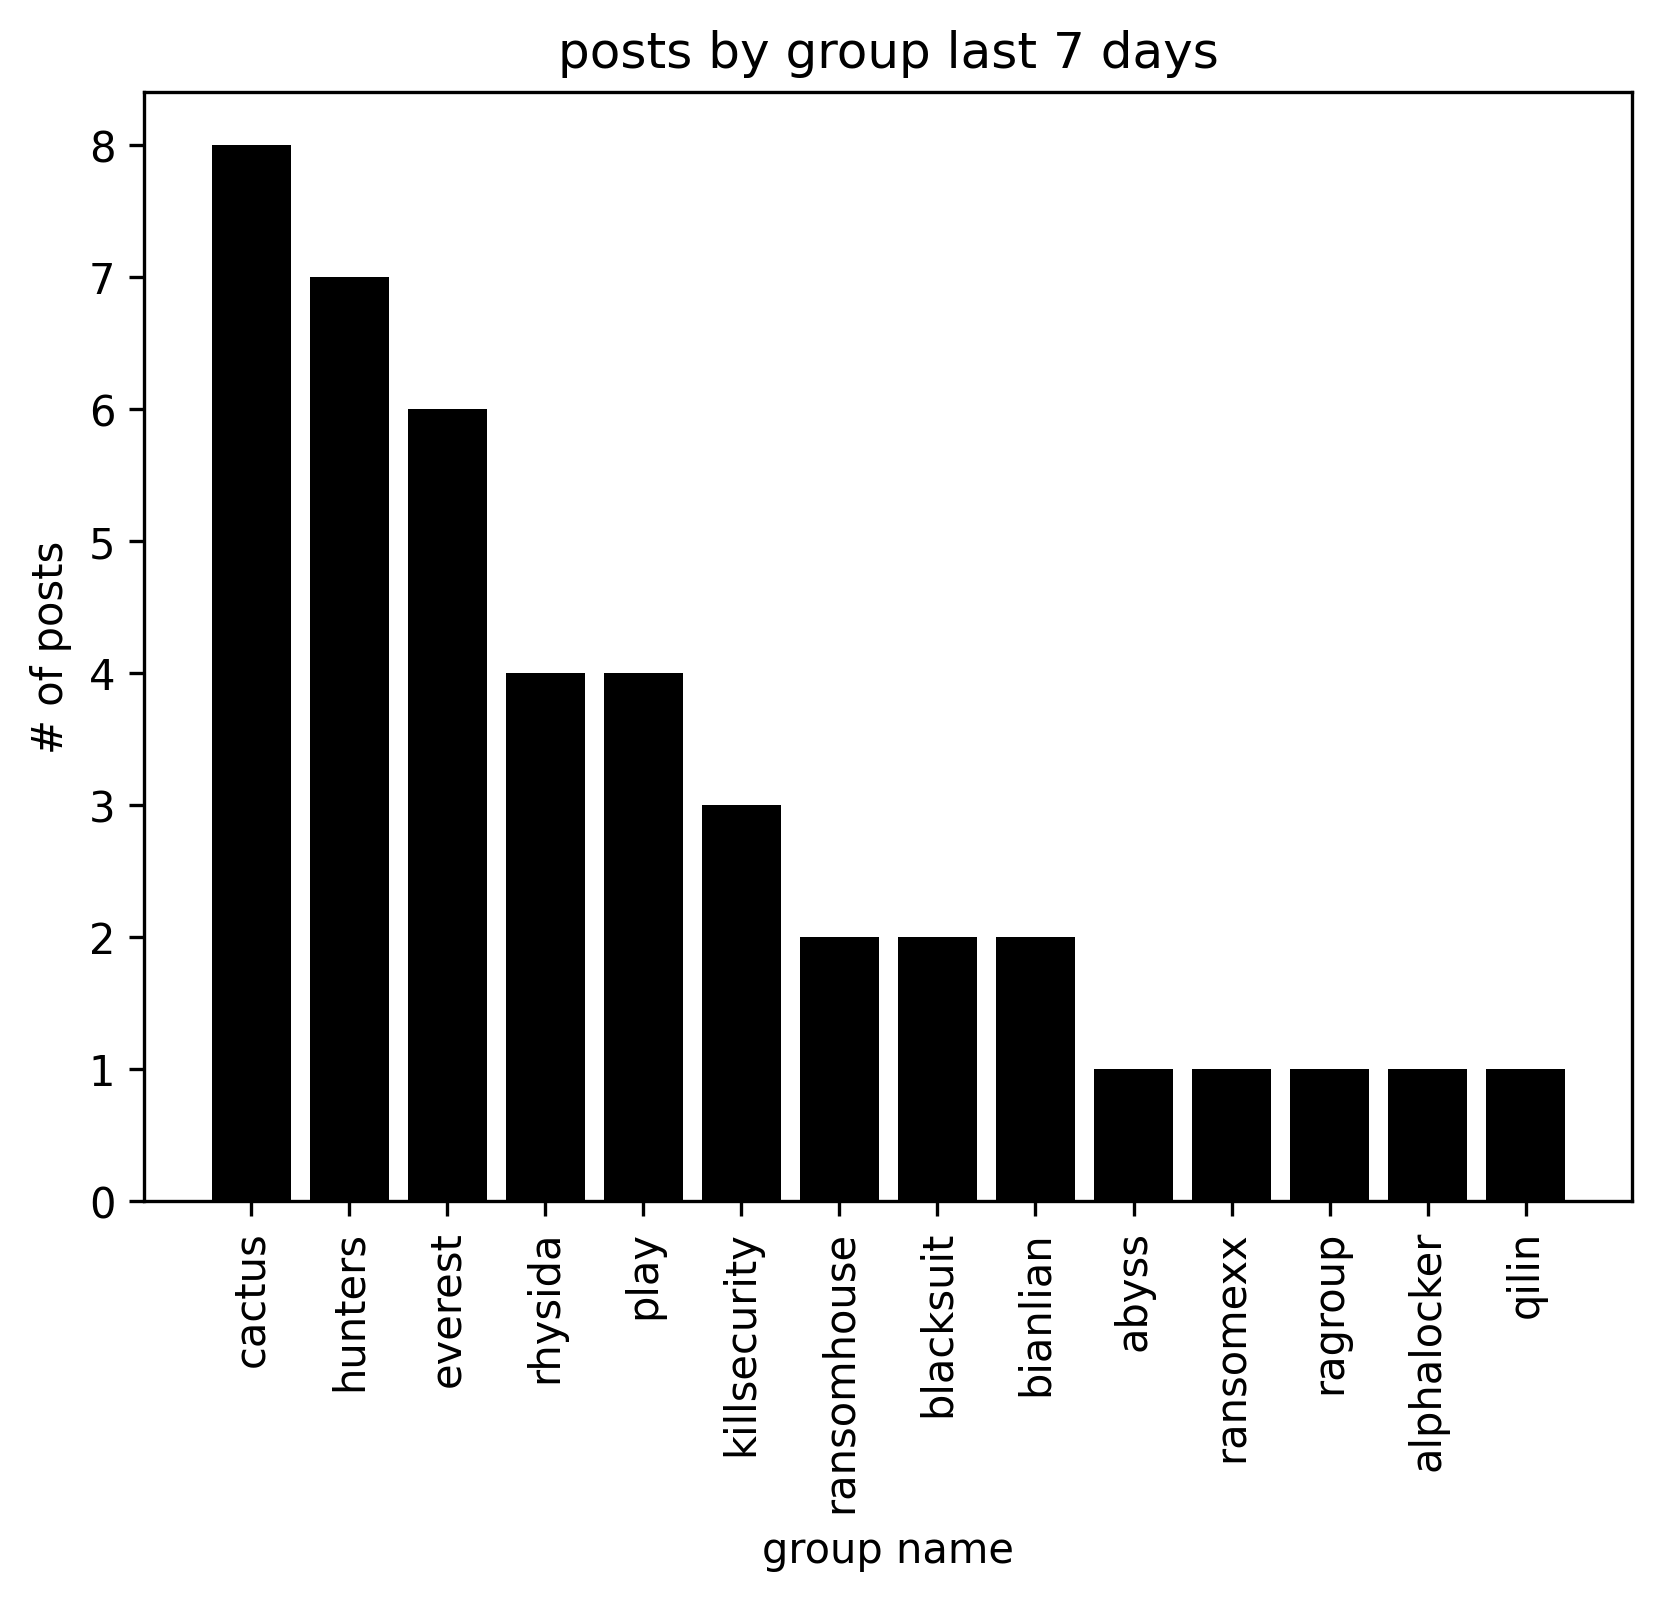 posts by group last 7 days
# of posts
8
7
6
5
4
3
2
1
0
cactus
hunters
everest
rhysida
play
killsecurity
ransomhouse
blacksuit
bianlian
abyss
ransomexx
ragroup
alphalocker
qilin
group name